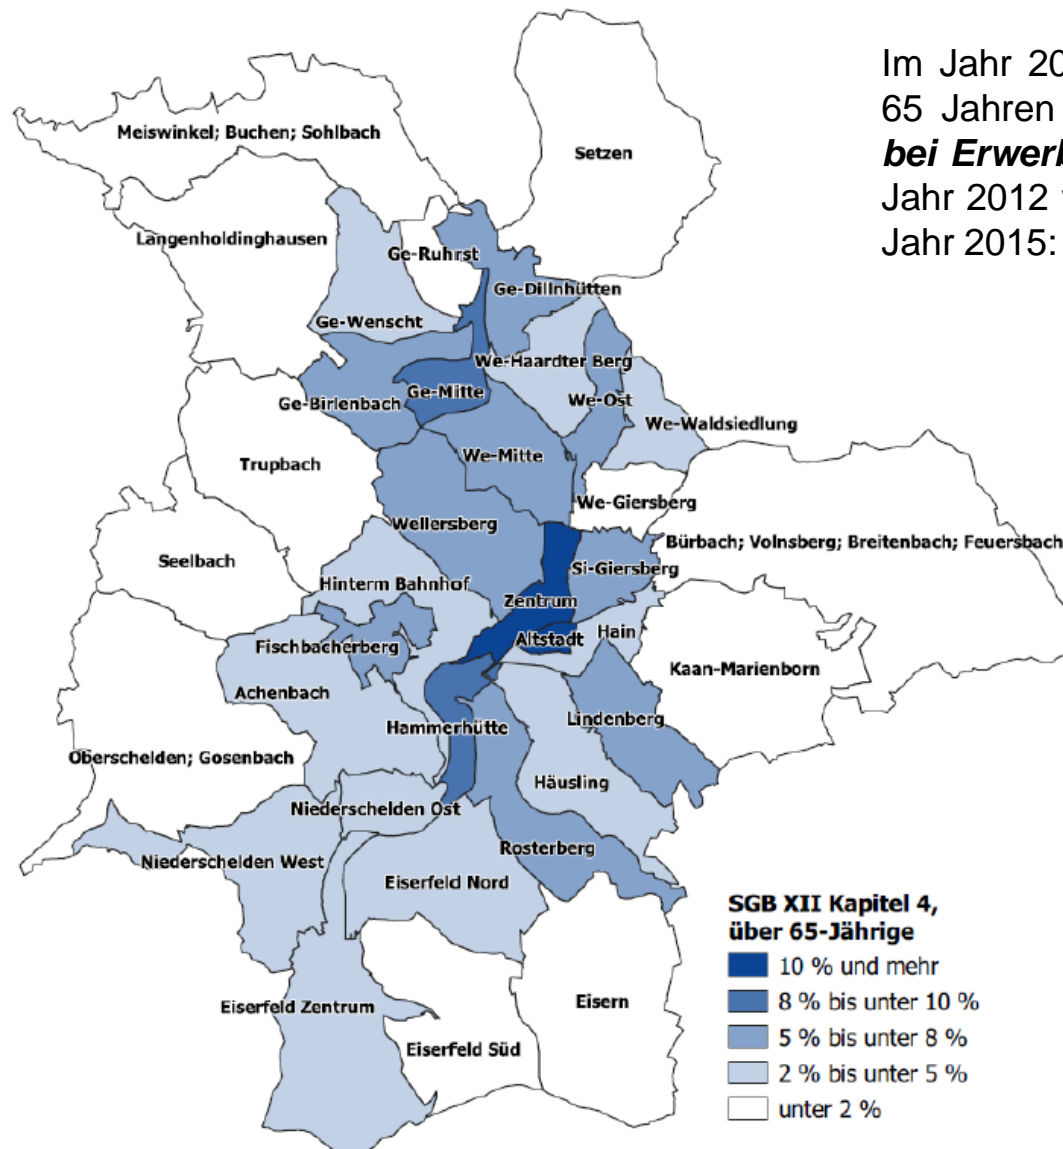 Im Jahr 20
65 Jahren
bei Erwerb
Jahr 2012
Jahr 2015:
Meiswinkel; Buchen; Sohlbach
Setzen
Langenholdinghausen
Ge-Ruhrst
Ge-Dillnhütten
Ge-Wenscht
We-Haardter Berg
Ge-Mitte
Ge-Birlenbach
We-Ost
We-Waldsiedlung
We-Mitte
Trupbach
We-Giersberg
Wellersberg
Bürbach; Volnsberg; Breitenbach; Feuersbach
Seelbach
Si-Giersberg
Hinterm Bahnhof
Zentrum
Altstadt
Hain
Fischbacherberg
Kaan-Marienborn
Achenbach
Lindenberg
Hammerhütte
Oberschelden; Gosenbach
Häusling
Niederschelden Ost
Rosterberg
Niederschelden West
Eiserfeld Nord
Eiserfeld Zentrum
Eisern
Eiserfeld Süd
SGB XII Kapitel 4,
über 65-Jährige
10 % und mehr
8 % bis unter 10 %
5 % bis unter 8 %
2 % bis unter 5 %
unter 2 %